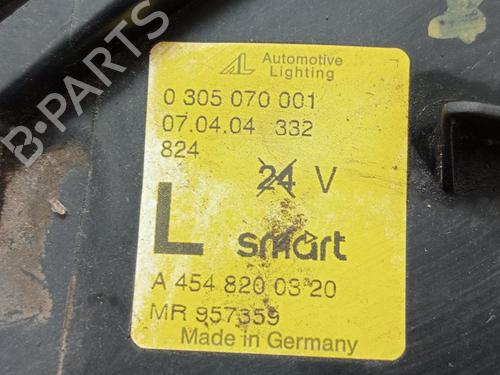 Automotive
Lighting
0 305 070 001
07.04.04 332
824
24 V
L smart
A 454 820 03 20
MR 957359
Made in Germany
B-PARTS